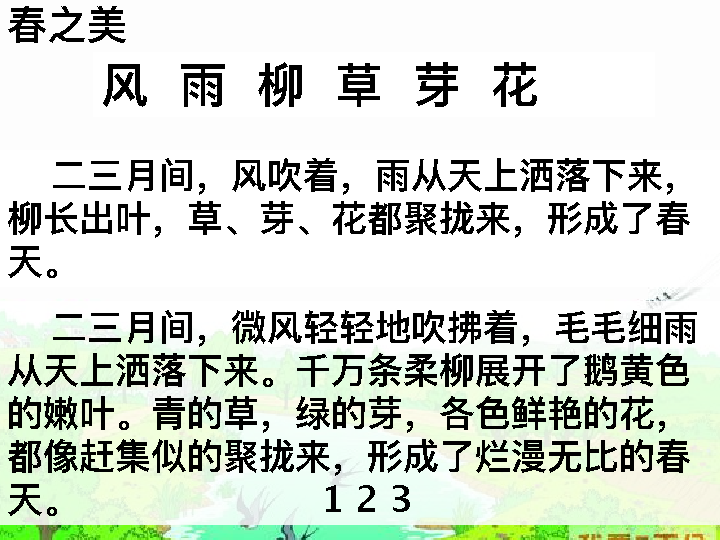 春之美
风 雨 柳 草 芽 花
二三月间，风吹着，雨从天上洒落下来，
柳长出叶，草、芽、花都聚拢来，形成了春
天。
二三月间，微风轻轻地吹拂着，毛毛细雨
从天上洒落下来。千万条柔柳展开了鹅黄色
的嫩叶。青的草，绿的芽，各色鲜艳的花，
都像赶集似的聚拢来，形成了烂漫无比的春
天。 1 2 3